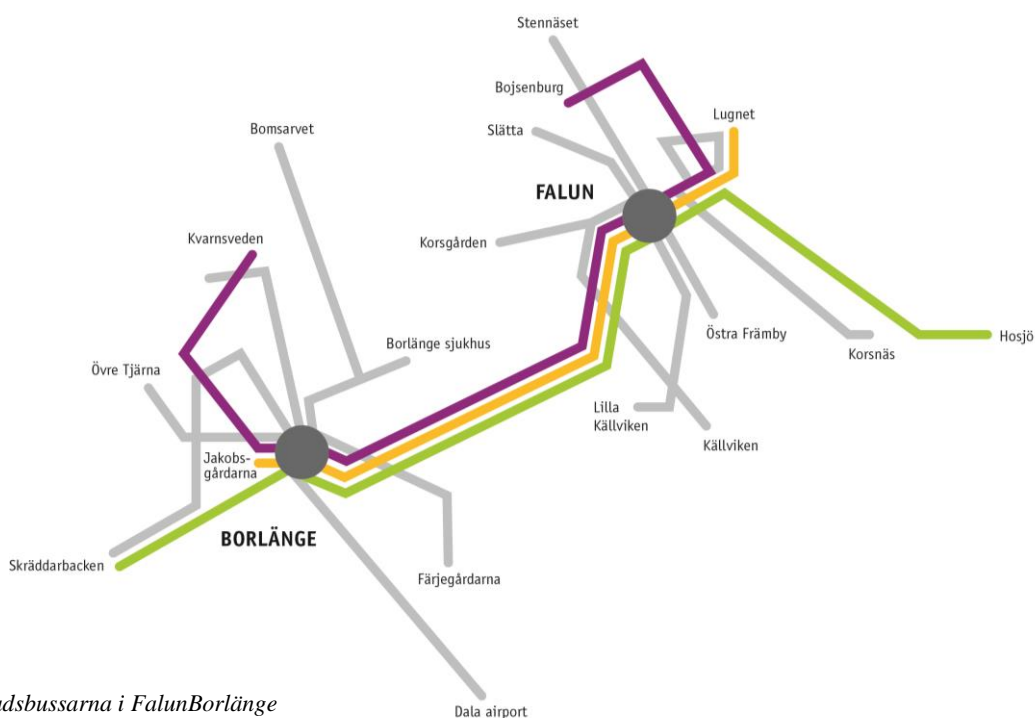 Stennäset
Bojsenburg
Lugnet
Bomsarvet
Slätta
FALUN
Kvarnsveden
Korsgården
Östra Främby
Hosjö
Borlänge sjukhus
Korsnäs
Övre Tjärna
Lilla
Källviken
Källviken
Jakobs-
gårdarna
BORLÄNGE
Skräddarbacken
Färjegårdarna
dsbussarna i FalunBorlänge
Dala airport